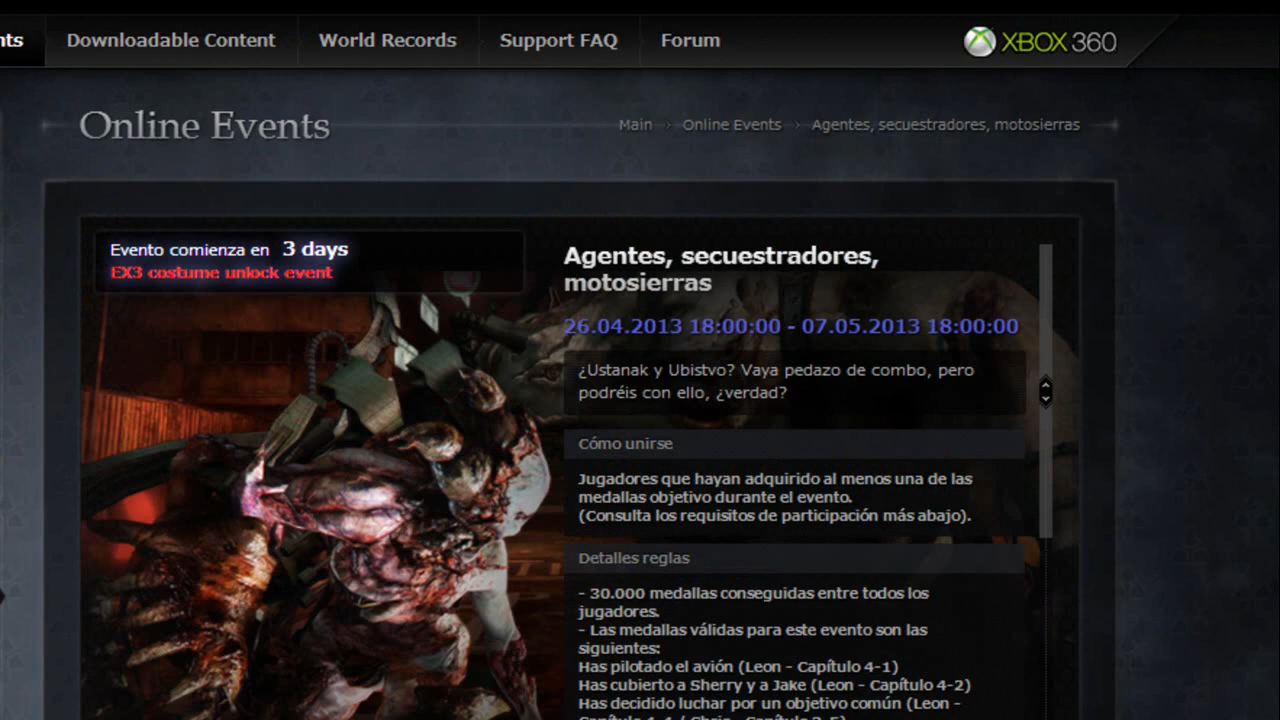 nts
Downloadable Content
World Records
Support FAQ
Forum
XBOX 360
Online Events
Main
Online Events
Agentes, secuestradores, motosierras
Evento comienza en 3 days
EX3 costume unlock event
Agentes, secuestradores,
motosierras
26.04.2013 18:00:00 - 07.05.2013 18:00:00
¿Ustanak y Ubistvo? Vaya pedazo de combo, pero
podréis con ello, ¿verdad?
Cómo unirse
Jugadores que hayan adquirido al menos una de las
medallas objetivo durante el evento.
(Consulta los requisitos de participación más abajo).
Detalles reglas
- 30.000 medallas conseguidas entre todos los
jugadores.
- Las medallas válidas para este evento son las
siguientes:
Has pilotado el avión (Leon - Capítulo 4-1)
Has cubierto a Sherry y a Jake (Leon - Capítulo 4-2)
Has decidido luchar por un objetivo común (Leon -